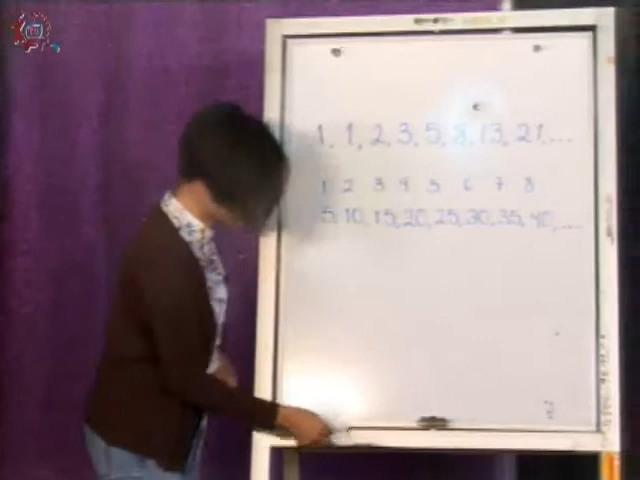 1, 1, 2, 3, 5, 8, 13, 21, ...
1 2 3 4 5 6 7 8
5, 10, 15, 20, 25, 30, 35, 40, ...